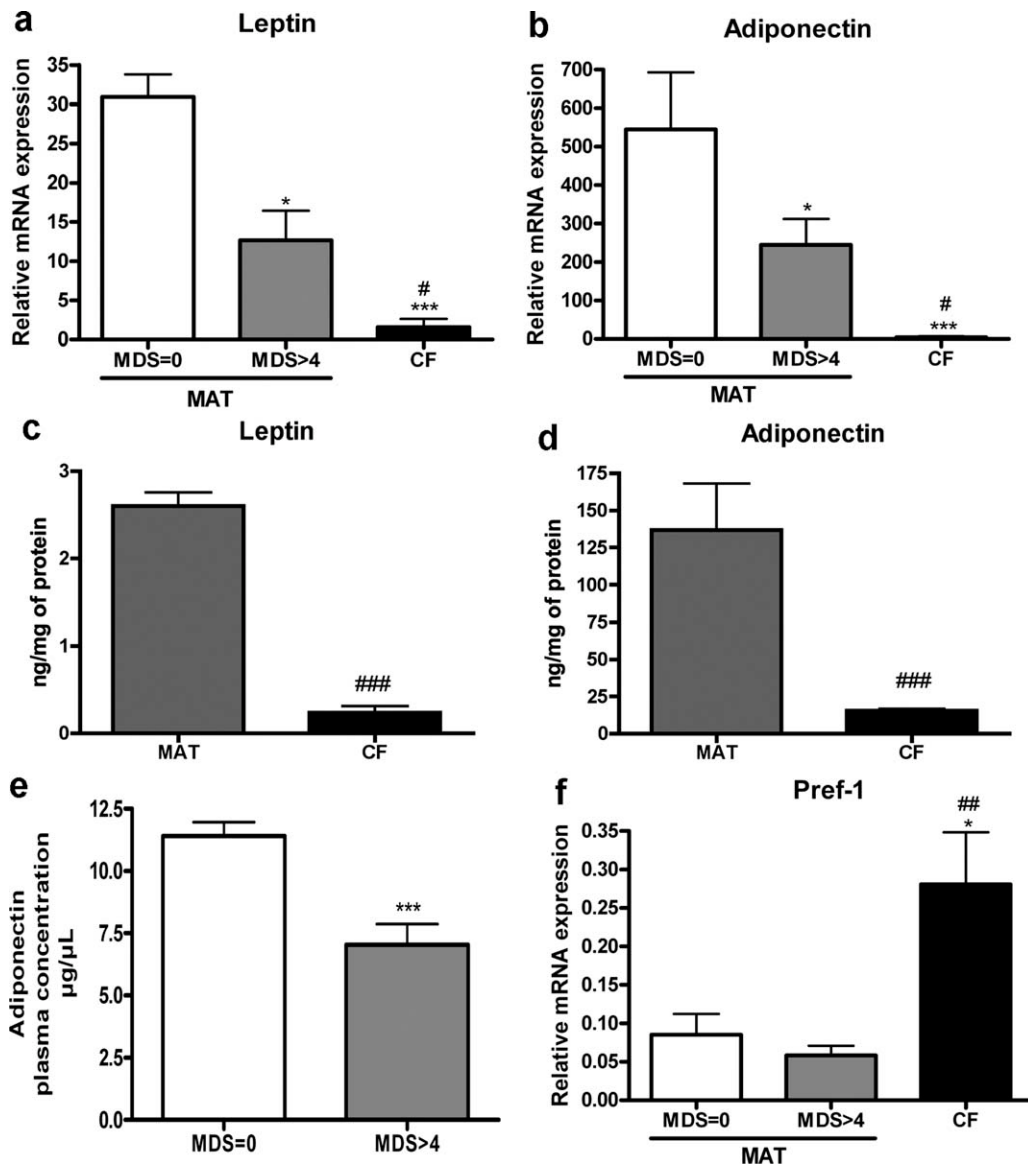 a
Leptin
Relative mRNA expression
35
30
25
20
15
10
5
0
*
#
***
MDS=0 MDS>4 CF
MAT
b
Adiponectin
Relative mRNA expression
700
600
500
400
300
200
100
0
*
#
***
MDS=0 MDS>4 CF
MAT
c
Leptin
ng/mg of protein
3
2
1
0
###
MAT CF
d
Adiponectin
ng/mg of protein
175
150
125
100
75
50
25
0
###
MAT CF
e
Adiponectin
plasma concentration
µg/µL
12.5
10.0
7.5
5.0
2.5
0.0
***
MDS=0 MDS>4
f
Pref-1
Relative mRNA expression
0.35
0.30
0.25
0.20
0.15
0.10
0.05
0.00
##
*
MDS=0 MDS>4 CF
MAT